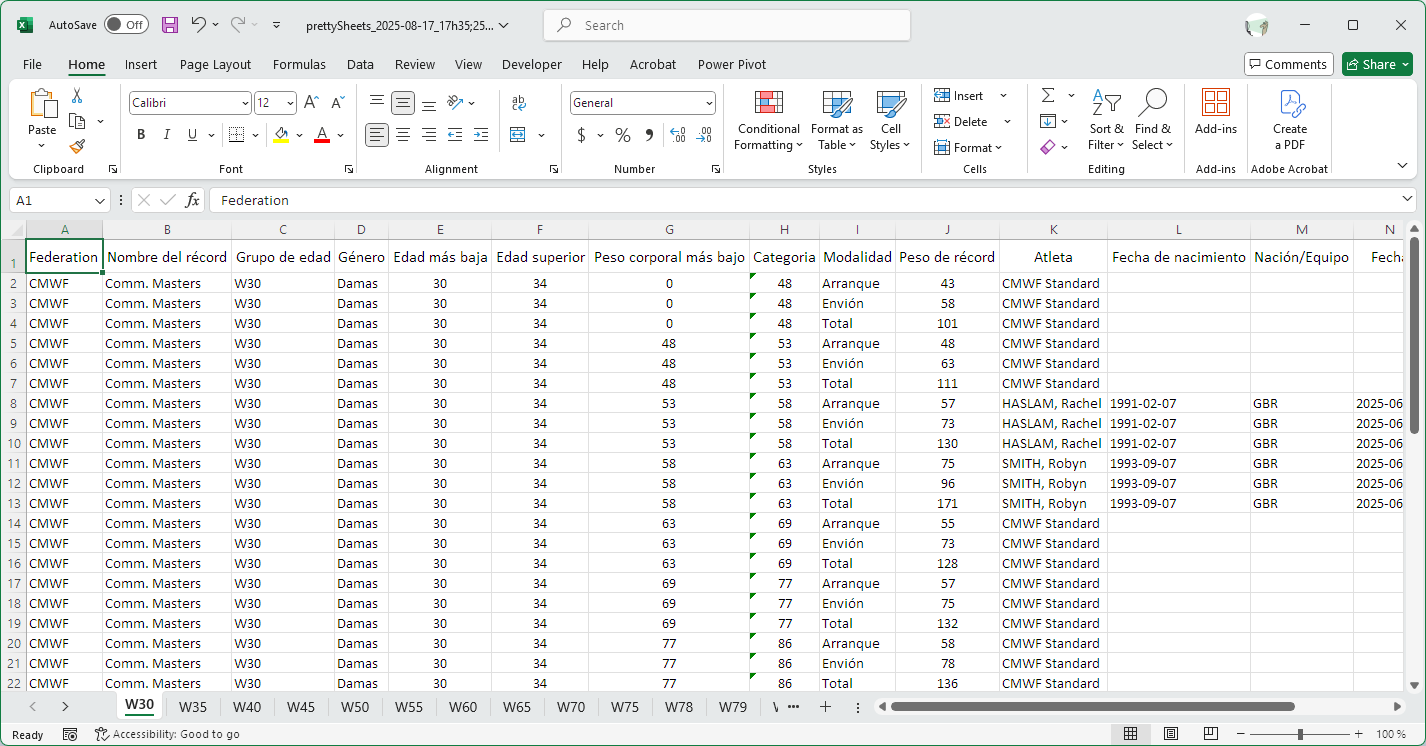 AutoSave Off prettySheets_2025-08-17_17h35;25... Search
File Home Insert Page Layout Formulas Data Review View Developer Help Acrobat Power Pivot Comments Share
Calibri 12 A A General Insert Σ
Paste Delete
B I U A ab c $ % Conditional Formatting Format as Table Cell Styles Format Sort & Filter Find & Select Add-ins Create a PDF
Clipboard Font Alignment Number Styles Cells Editing Add-ins Adobe Acrobat
A1 fx Federation
A B C D E F G H I J K L M N
1 Federation Nombre del récord Grupo de edad Género Edad más baja Edad superior Peso corporal más bajo Categoria Modalidad Peso de récord Atleta Fecha de nacimiento Nación/Equipo Fecha
2 CMWF Comm. Masters W30 Damas 30 34 0 48 Arranque 43 CMWF Standard
3 CMWF Comm. Masters W30 Damas 30 34 0 48 Envión 58 CMWF Standard
4 CMWF Comm. Masters W30 Damas 30 34 0 48 Total 101 CMWF Standard
5 CMWF Comm. Masters W30 Damas 30 34 48 53 Arranque 48 CMWF Standard
6 CMWF Comm. Masters W30 Damas 30 34 48 53 Envión 63 CMWF Standard
7 CMWF Comm. Masters W30 Damas 30 34 48 53 Total 111 CMWF Standard
8 CMWF Comm. Masters W30 Damas 30 34 53 58 Arranque 57 HASLAM, Rachel 1991-02-07 GBR 2025-06
9 CMWF Comm. Masters W30 Damas 30 34 53 58 Envión 73 HASLAM, Rachel 1991-02-07 GBR 2025-06
10 CMWF Comm. Masters W30 Damas 30 34 53 58 Total 130 HASLAM, Rachel 1991-02-07 GBR 2025-06
11 CMWF Comm. Masters W30 Damas 30 34 58 63 Arranque 75 SMITH, Robyn 1993-09-07 GBR 2025-06
12 CMWF Comm. Masters W30 Damas 30 34 58 63 Envión 96 SMITH, Robyn 1993-09-07 GBR 2025-06
13 CMWF Comm. Masters W30 Damas 30 34 58 63 Total 171 SMITH, Robyn 1993-09-07 GBR 2025-06
14 CMWF Comm. Masters W30 Damas 30 34 63 69 Arranque 55 CMWF Standard
15 CMWF Comm. Masters W30 Damas 30 34 63 69 Envión 73 CMWF Standard
16 CMWF Comm. Masters W30 Damas 30 34 63 69 Total 128 CMWF Standard
17 CMWF Comm. Masters W30 Damas 30 34 69 77 Arranque 57 CMWF Standard
18 CMWF Comm. Masters W30 Damas 30 34 69 77 Envión 75 CMWF Standard
19 CMWF Comm. Masters W30 Damas 30 34 69 77 Total 132 CMWF Standard
20 CMWF Comm. Masters W30 Damas 30 34 77 86 Arranque 58 CMWF Standard
21 CMWF Comm. Masters W30 Damas 30 34 77 86 Envión 78 CMWF Standard
22 CMWF Comm. Masters W30 Damas 30 34 77 86 Total 136 CMWF Standard
W30 W35 W40 W45 W50 W55 W60 W65 W70 W75 W78 W79 ...
Ready Accessibility: Good to go 100 %